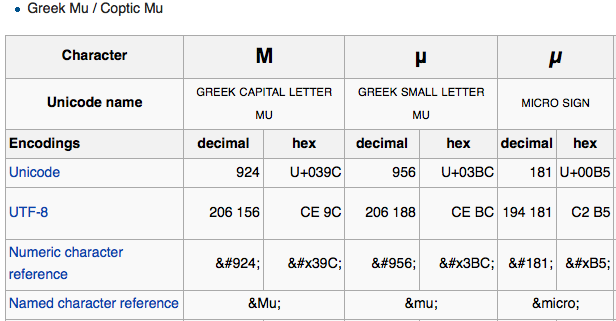 • Greek Mu / Coptic Mu
Character Μ μ µ
Unicode name GREEK CAPITAL LETTER MU GREEK SMALL LETTER MU MICRO SIGN
Encodings decimal hex decimal hex decimal hex
Unicode 924 U+039C 956 U+03BC 181 U+00B5
UTF-8 206 156 CE 9C 206 188 CE BC 194 181 C2 B5
Numeric character reference &#924; &#x39C; &#956; &#x3BC; &#181; &#xB5;
Named character reference &Mu; &mu; &micro;